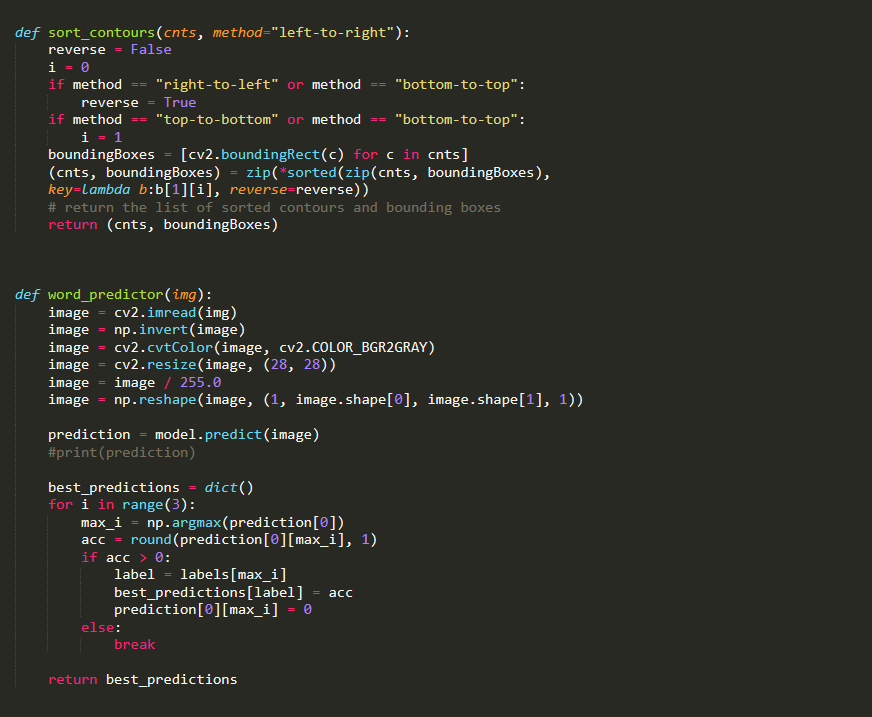 def sort_contours(cnts, method="left-to-right"):
    reverse = False
    i = 0
    if method == "right-to-left" or method == "bottom-to-top":
        reverse = True
    if method == "top-to-bottom" or method == "bottom-to-top":
        i = 1
    boundingBoxes = [cv2.boundingRect(c) for c in cnts]
    (cnts, boundingBoxes) = zip(*sorted(zip(cnts, boundingBoxes),
    key=lambda b:b[1][i], reverse=reverse))
    # return the list of sorted contours and bounding boxes
    return (cnts, boundingBoxes)

def word_predictor(img):
    image = cv2.imread(img)
    image = np.invert(image)
    image = cv2.cvtColor(image, cv2.COLOR_BGR2GRAY)
    image = cv2.resize(image, (28, 28))
    image = image / 255.0
    image = np.reshape(image, (1, image.shape[0], image.shape[1], 1))

    prediction = model.predict(image)
    #print(prediction)

    best_predictions = dict()
    for i in range(3):
        max_i = np.argmax(prediction[0])
        acc = round(prediction[0][max_i], 1)
        if acc > 0:
            label = labels[max_i]
            best_predictions[label] = acc
            prediction[0][max_i] = 0
        else:
            break

    return best_predictions